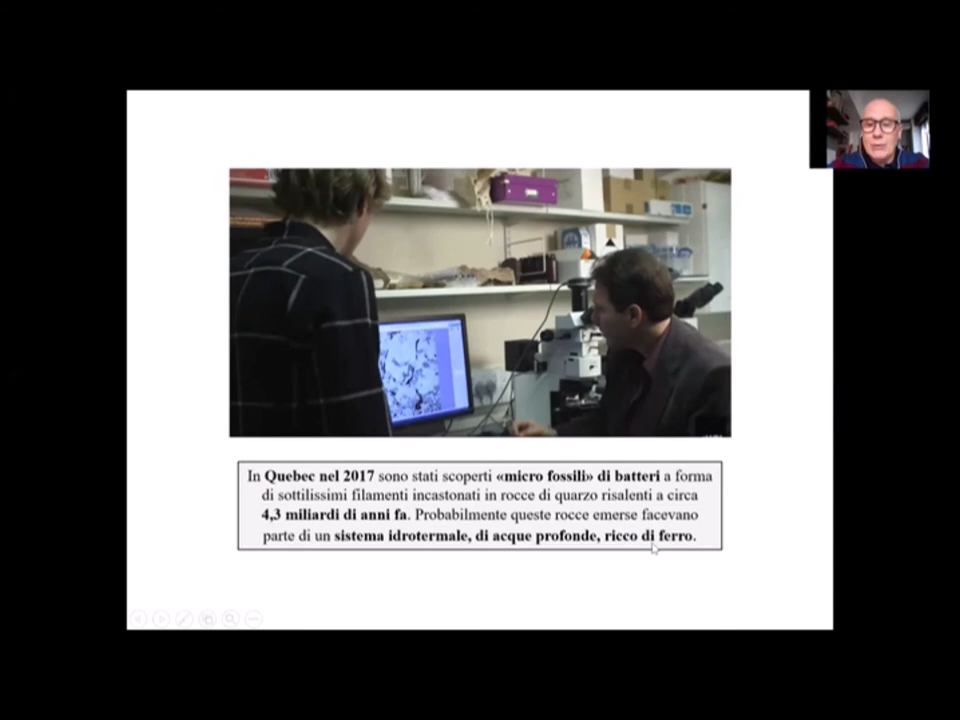 In Quebec nel 2017 sono stati scoperti «micro fossili» di batteri a forma
di sottilissimi filamenti incastonati in rocce di quarzo risalenti a circa
4,3 miliardi di anni fa. Probabilmente queste rocce emerse facevano
parte di un sistema idrotermale, di acque profonde, ricco di ferro.